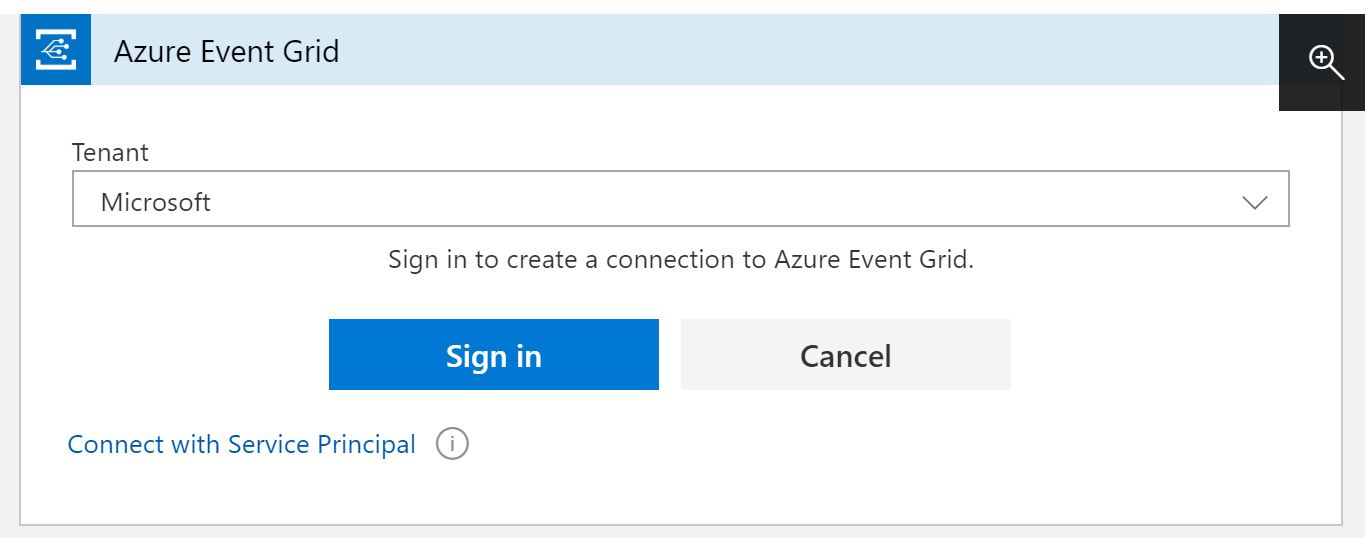 Azure Event Grid
Tenant
Microsoft
Sign in to create a connection to Azure Event Grid.
Sign in
Cancel
Connect with Service Principal